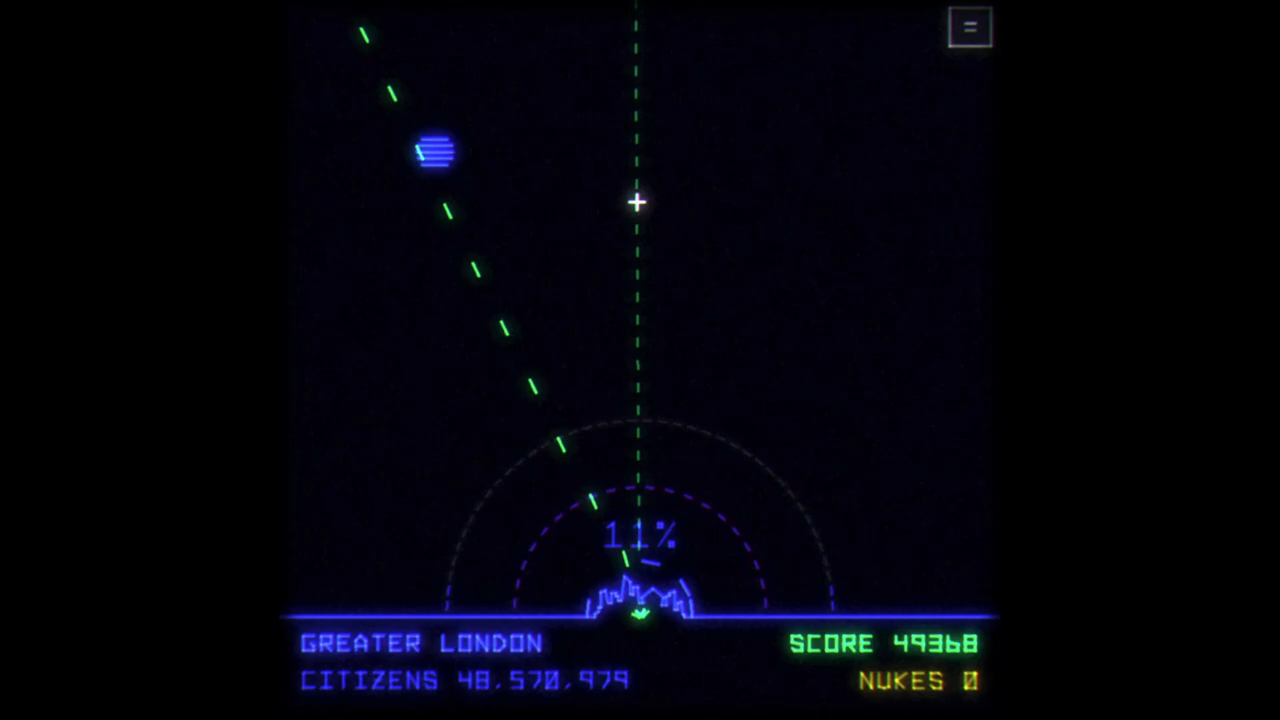 11%
GREATER LONDON
SCORE 49368
CITIZENS 48,570,979
NUKES 0